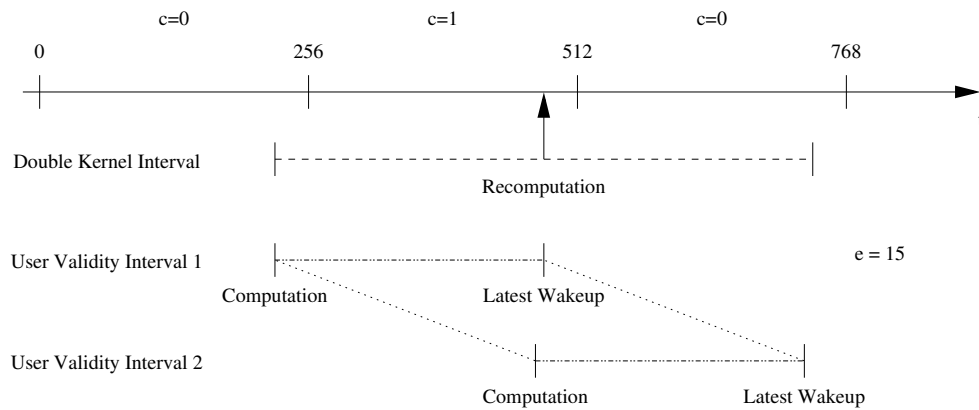 c=0 c=1 c=0
0 256 512 768
Double Kernel Interval
Recomputation
User Validity Interval 1
e = 15
Computation Latest Wakeup
User Validity Interval 2
Computation Latest Wakeup